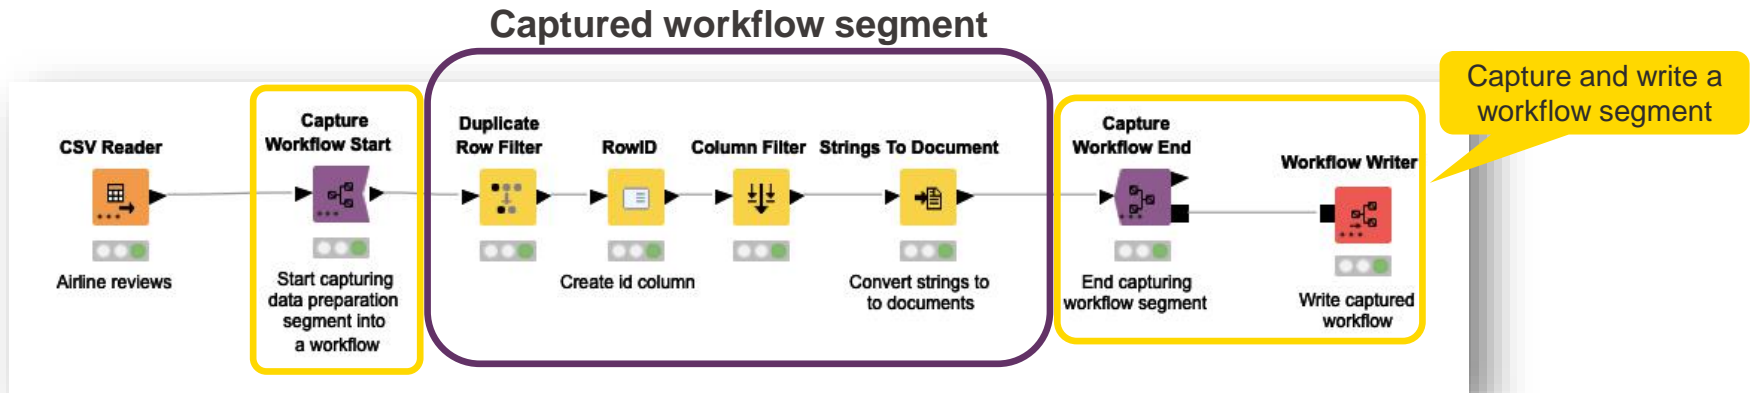 Captured workflow segment
Capture and write a
workflow segment
CSV Reader
Airline reviews
Capture
Workflow Start
Start capturing
data preparation
segment into
a workflow
Duplicate
Row Filter
RowID
Create id column
Column Filter
Strings To Document
Convert strings to
to documents
Capture
Workflow End
End capturing
workflow segment
Workflow Writer
Write captured
workflow